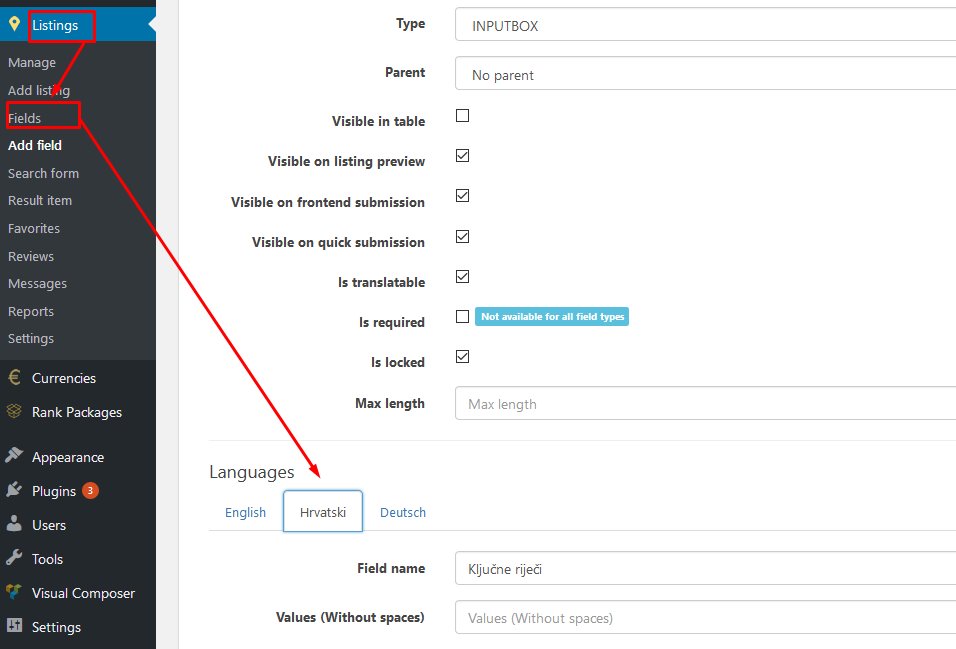 Listings
Manage
Add listing
Fields
Add field
Search form
Result item
Favorites
Reviews
Messages
Reports
Settings
Currencies
Rank Packages
Appearance
Plugins 3
Users
Tools
Visual Composer
Settings
Type INPUTBOX
Parent No parent
Visible in table
Visible on listing preview
Visible on frontend submission
Visible on quick submission
Is translatable
Is required Not available for all field types
Is locked
Max length Max length
Languages
English Hrvatski Deutsch
Field name Ključne riječi
Values (Without spaces) Values (Without spaces)